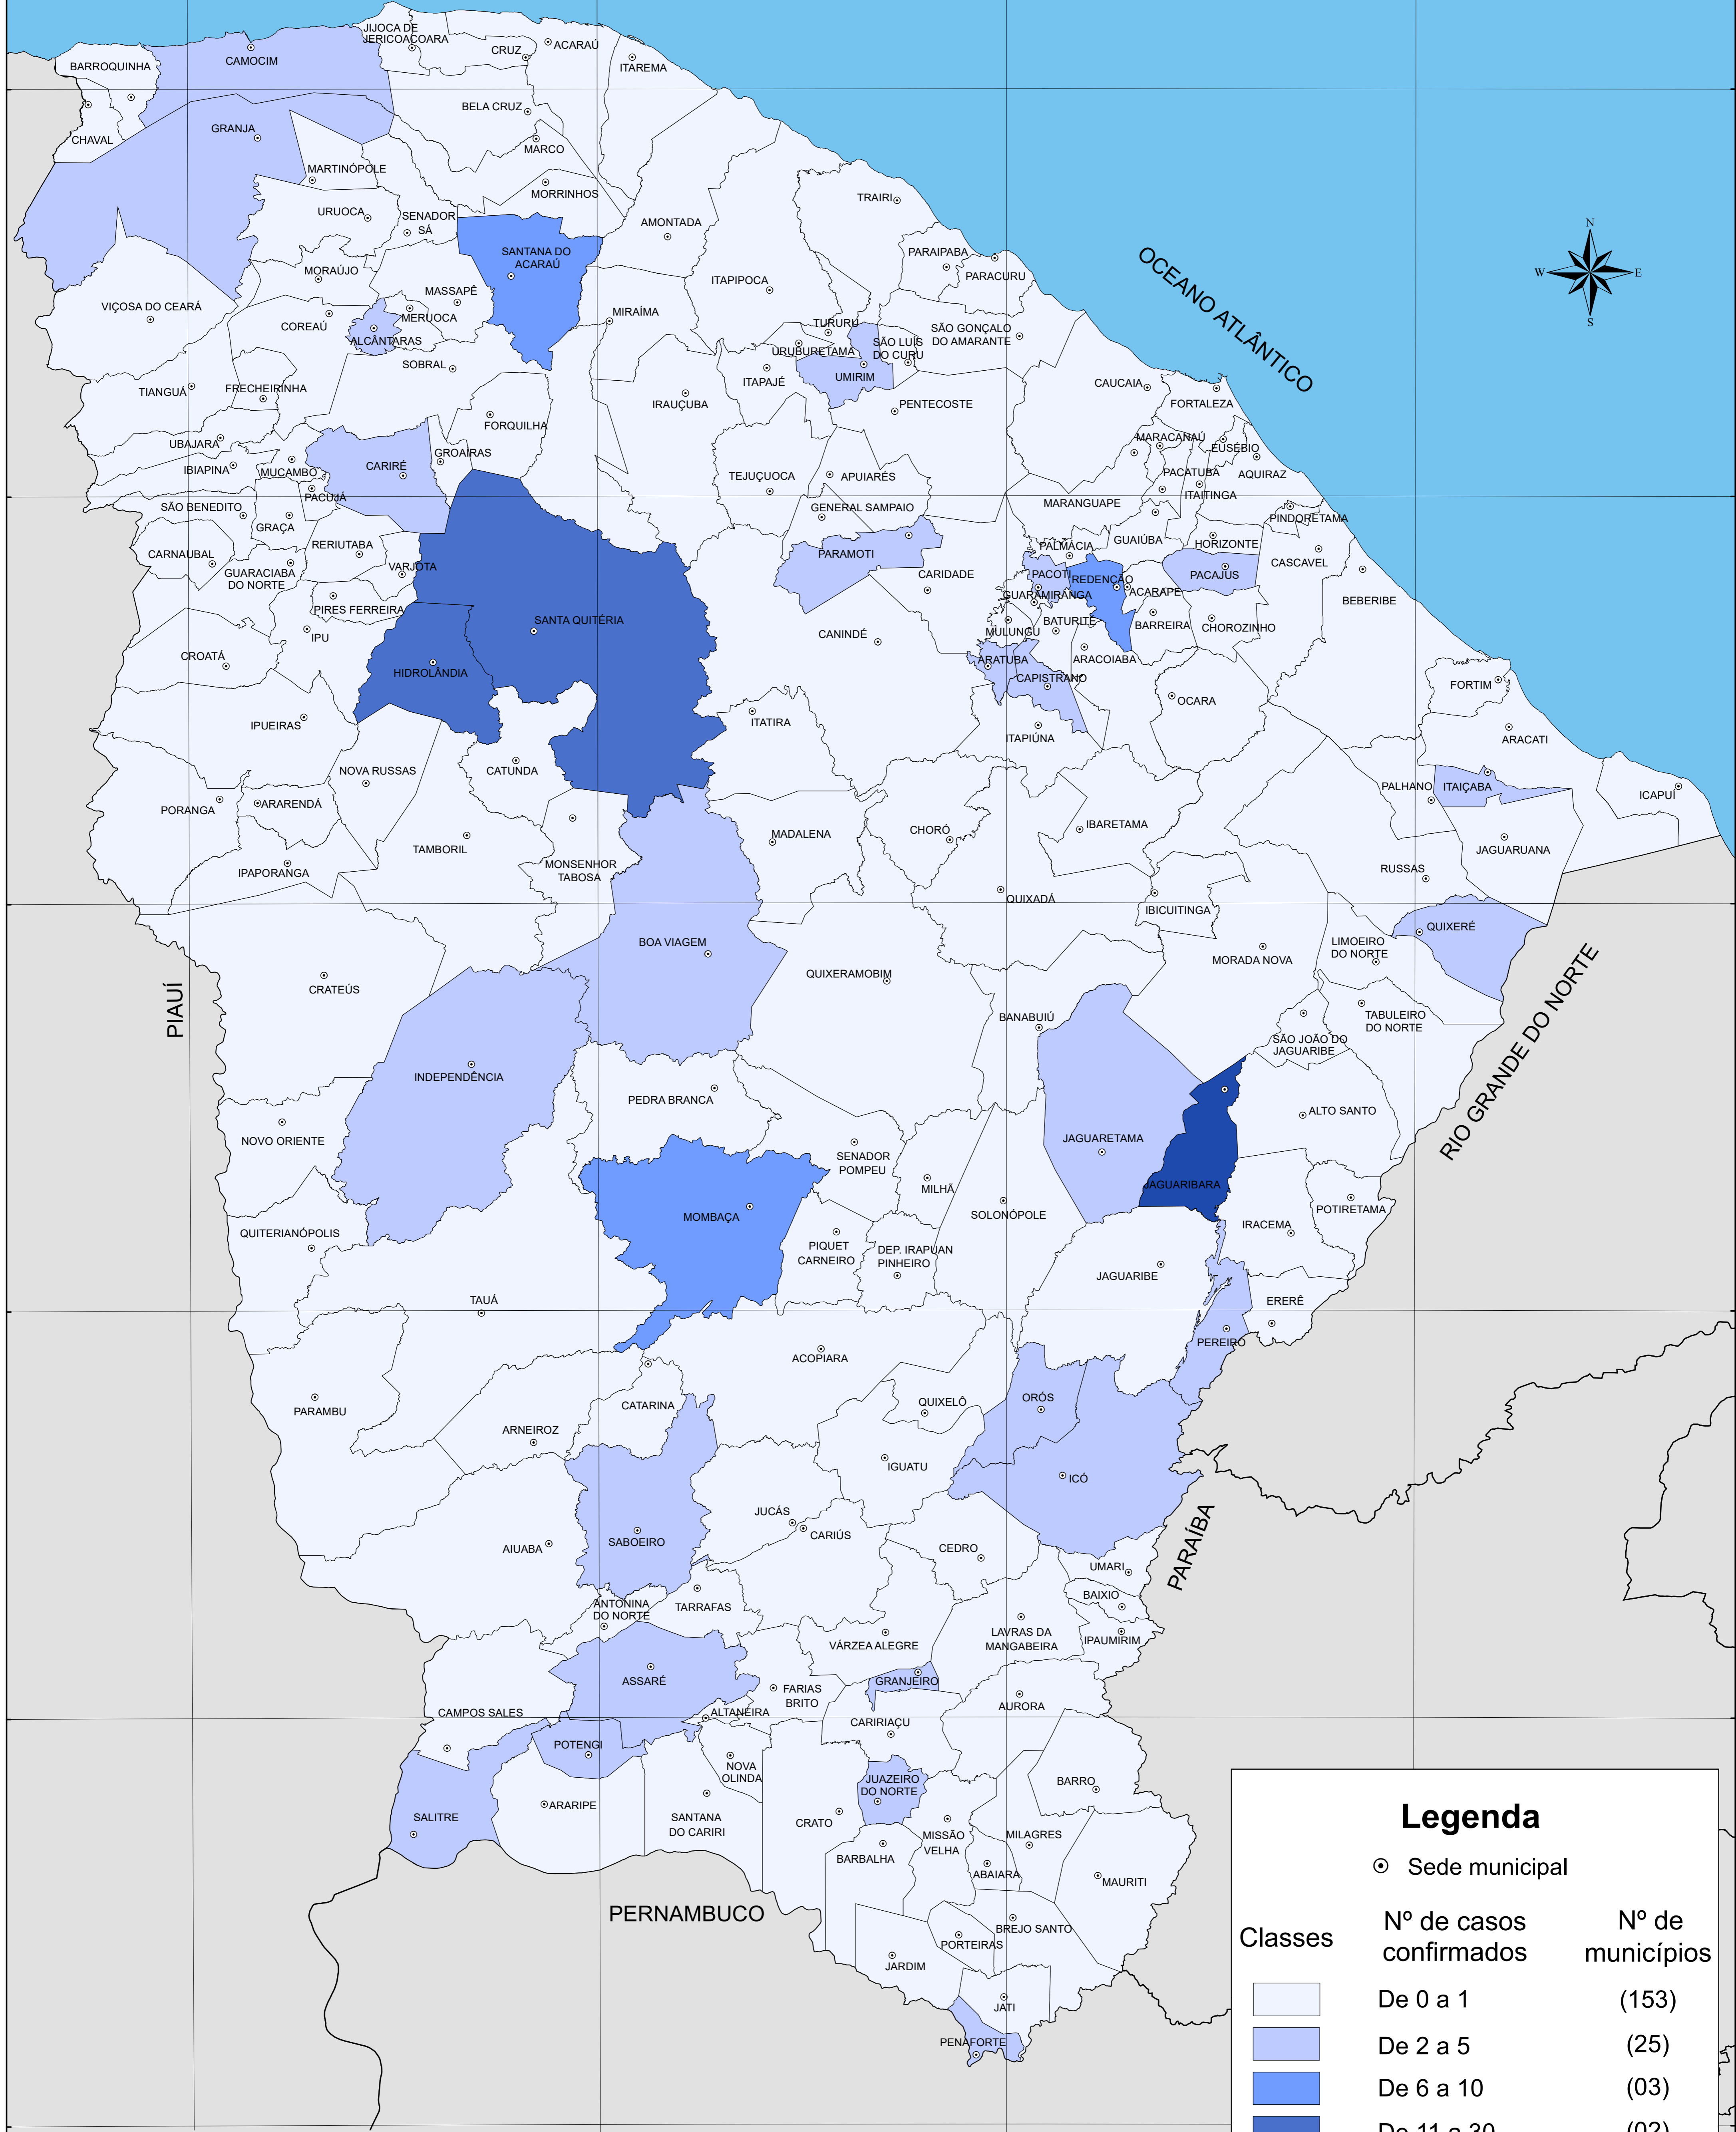 JIJOCA DE
JERICOACOARA
CRUZ
ACARAÚ
ITAREMA
BARROQUINHA
CAMOCIM
CHAVAL
GRANJA
BELA CRUZ
MARCO
MARTINÓPOLE
MORRINHOS
URUOCA
SENADOR
SÁ
AMONTADA
TRAIRI
SANTANA DO
ACARAÚ
PARAIPABA
PARACURU
OCEANO ATLÂNTICO
N
W
E
S
MORAÚJO
ITAPIPOCA
MASSAPÊ
VIÇOSA DO CEARÁ
MIRAÍMA
MERUOCA
COREAÚ
ALCÂNTARAS
TURURU
SÃO GONÇALO
DO AMARANTE
URUBURETAMA
SÃO LUÍS
DO CURU
SOBRAL
UMIRIM
ITAPAJÉ
CAUCAIA
TIANGUÁ
FRECHEIRINHA
IRAUÇUBA
PENTECOSTE
FORTALEZA
FORQUILHA
UBAJARA
MARACANAÚ
EUSÉBIO
GROAÍRAS
IBIAPINA
MUCAMBO
CARIRÉ
TEJUÇUOCA
APUIARÉS
PACATUBA
AQUIRAZ
PACUJÁ
ITAITINGA
SÃO BENEDITO
GENERAL SAMPAIO
MARANGUAPE
GRAÇA
PINDORETAMA
RERIUTABA
PALMÁCIA
GUAIÚBA
HORIZONTE
CARNAUBAL
PARAMOTI
CASCAVEL
GUARACIABA
DO NORTE
VARJOTA
CARIDADE
PACOTI
REDENÇÃO
PACAJUS
GUARAMIRANGA
ACARAPE
BEBERIBE
PIRES FERREIRA
SANTA QUITÉRIA
MULUNGU
BATURITÉ
BARREIRA
CHOROZINHO
IPU
CANINDÉ
CROATÁ
ARATUBA
ARACOIABA
HIDROLÂNDIA
CAPISTRANO
FORTIM
OCARA
IPUEIRAS
ITATIRA
ITAPIÚNA
ARACATI
NOVA RUSSAS
CATUNDA
PALHANO
ITAIÇABA
ICAPUÍ
PORANGA
ARARENDÁ
IBARETAMA
CHORÓ
MADALENA
TAMBORIL
JAGUARUANA
IPAPORANGA
MONSENHOR
TABOSA
RUSSAS
QUIXADÁ
IBICUITINGA
QUIXERÉ
BOA VIAGEM
LIMOEIRO
DO NORTE
MORADA NOVA
QUIXERAMOBIM
CRATEÚS
PIAUÍ
BANABUIÚ
TABULEIRO
DO NORTE
SÃO JOÃO DO
JAGUARIBE
RIO GRANDE DO NORTE
INDEPENDÊNCIA
PEDRA BRANCA
ALTO SANTO
NOVO ORIENTE
JAGUARETAMA
SENADOR
POMPEU
JAGUARIBARA
MILHÃ
POTIRETAMA
SOLONÓPOLE
MOMBAÇA
IRACEMA
QUITERIANÓPOLIS
PIQUET
CARNEIRO
DEP. IRAPUAN
PINHEIRO
JAGUARIBE
TAUÁ
ERERÊ
PEREIRO
ACOPIARA
ORÓS
QUIXELÔ
CATARINA
PARAMBU
ARNEIROZ
IGUATU
ICÓ
JUCÁS
CARIÚS
PARAÍBA
SABOEIRO
AIUABA
CEDRO
UMARI
BAIXIO
ANTONINA
DO NORTE
TARRAFAS
LAVRAS DA
MANGABEIRA
IPAUMIRIM
VÁRZEA ALEGRE
ASSARÉ
GRANJEIRO
FARIAS
BRITO
AURORA
CAMPOS SALES
ALTANEIRA
CARIRIAÇU
POTENGI
NOVA
OLINDA
JUAZEIRO
DO NORTE
BARRO
SALITRE
ARARIPE
SANTANA
DO CARIRI
CRATO
MISSÃO
VELHA
MILAGRES
BARBALHA
ABAIARA
MAURITI
PERNAMBUCO
BREJO SANTO
PORTEIRAS
JARDIM
JATI
PENAFORTE
Legenda
Sede municipal
Classes
Nº de casos
confirmados
Nº de
municípios
De 0 a 1 (153)
De 2 a 5 (25)
De 6 a 10 (03)
De 11 a 30 (02)